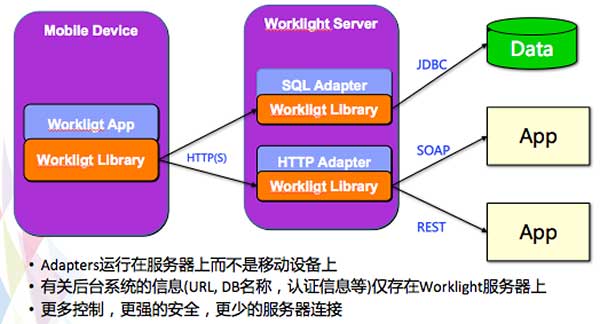 Mobile Device
Workligt App
Workligt Library
HTTP(S)
Worklight Server
SQL Adapter
Workligt Library
HTTP Adapter
Workligt Library
JDBC
SOAP
REST
Data
App
App
• Adapters运行在服务器上而不是移动设备上
• 有关后台系统的信息(URL, DB名称，认证信息等)仅存在Worklight服务器上
• 更多控制，更强的安全，更少的服务器连接